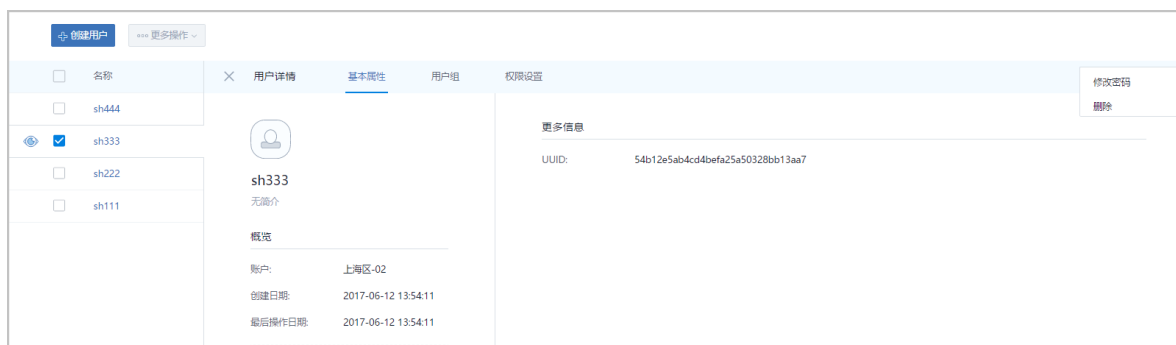 创建用户 更多操作
名称 用户详情 基本属性 用户组 权限设置
修改密码
删除
sh444
sh333
sh222
sh111
sh333
无简介
概览
账户: 上海区-02
创建日期: 2017-06-12 13:54:11
最后操作日期: 2017-06-12 13:54:11
更多信息
UUID: 54b12e5ab4cd4befa25a50328bb13aa7